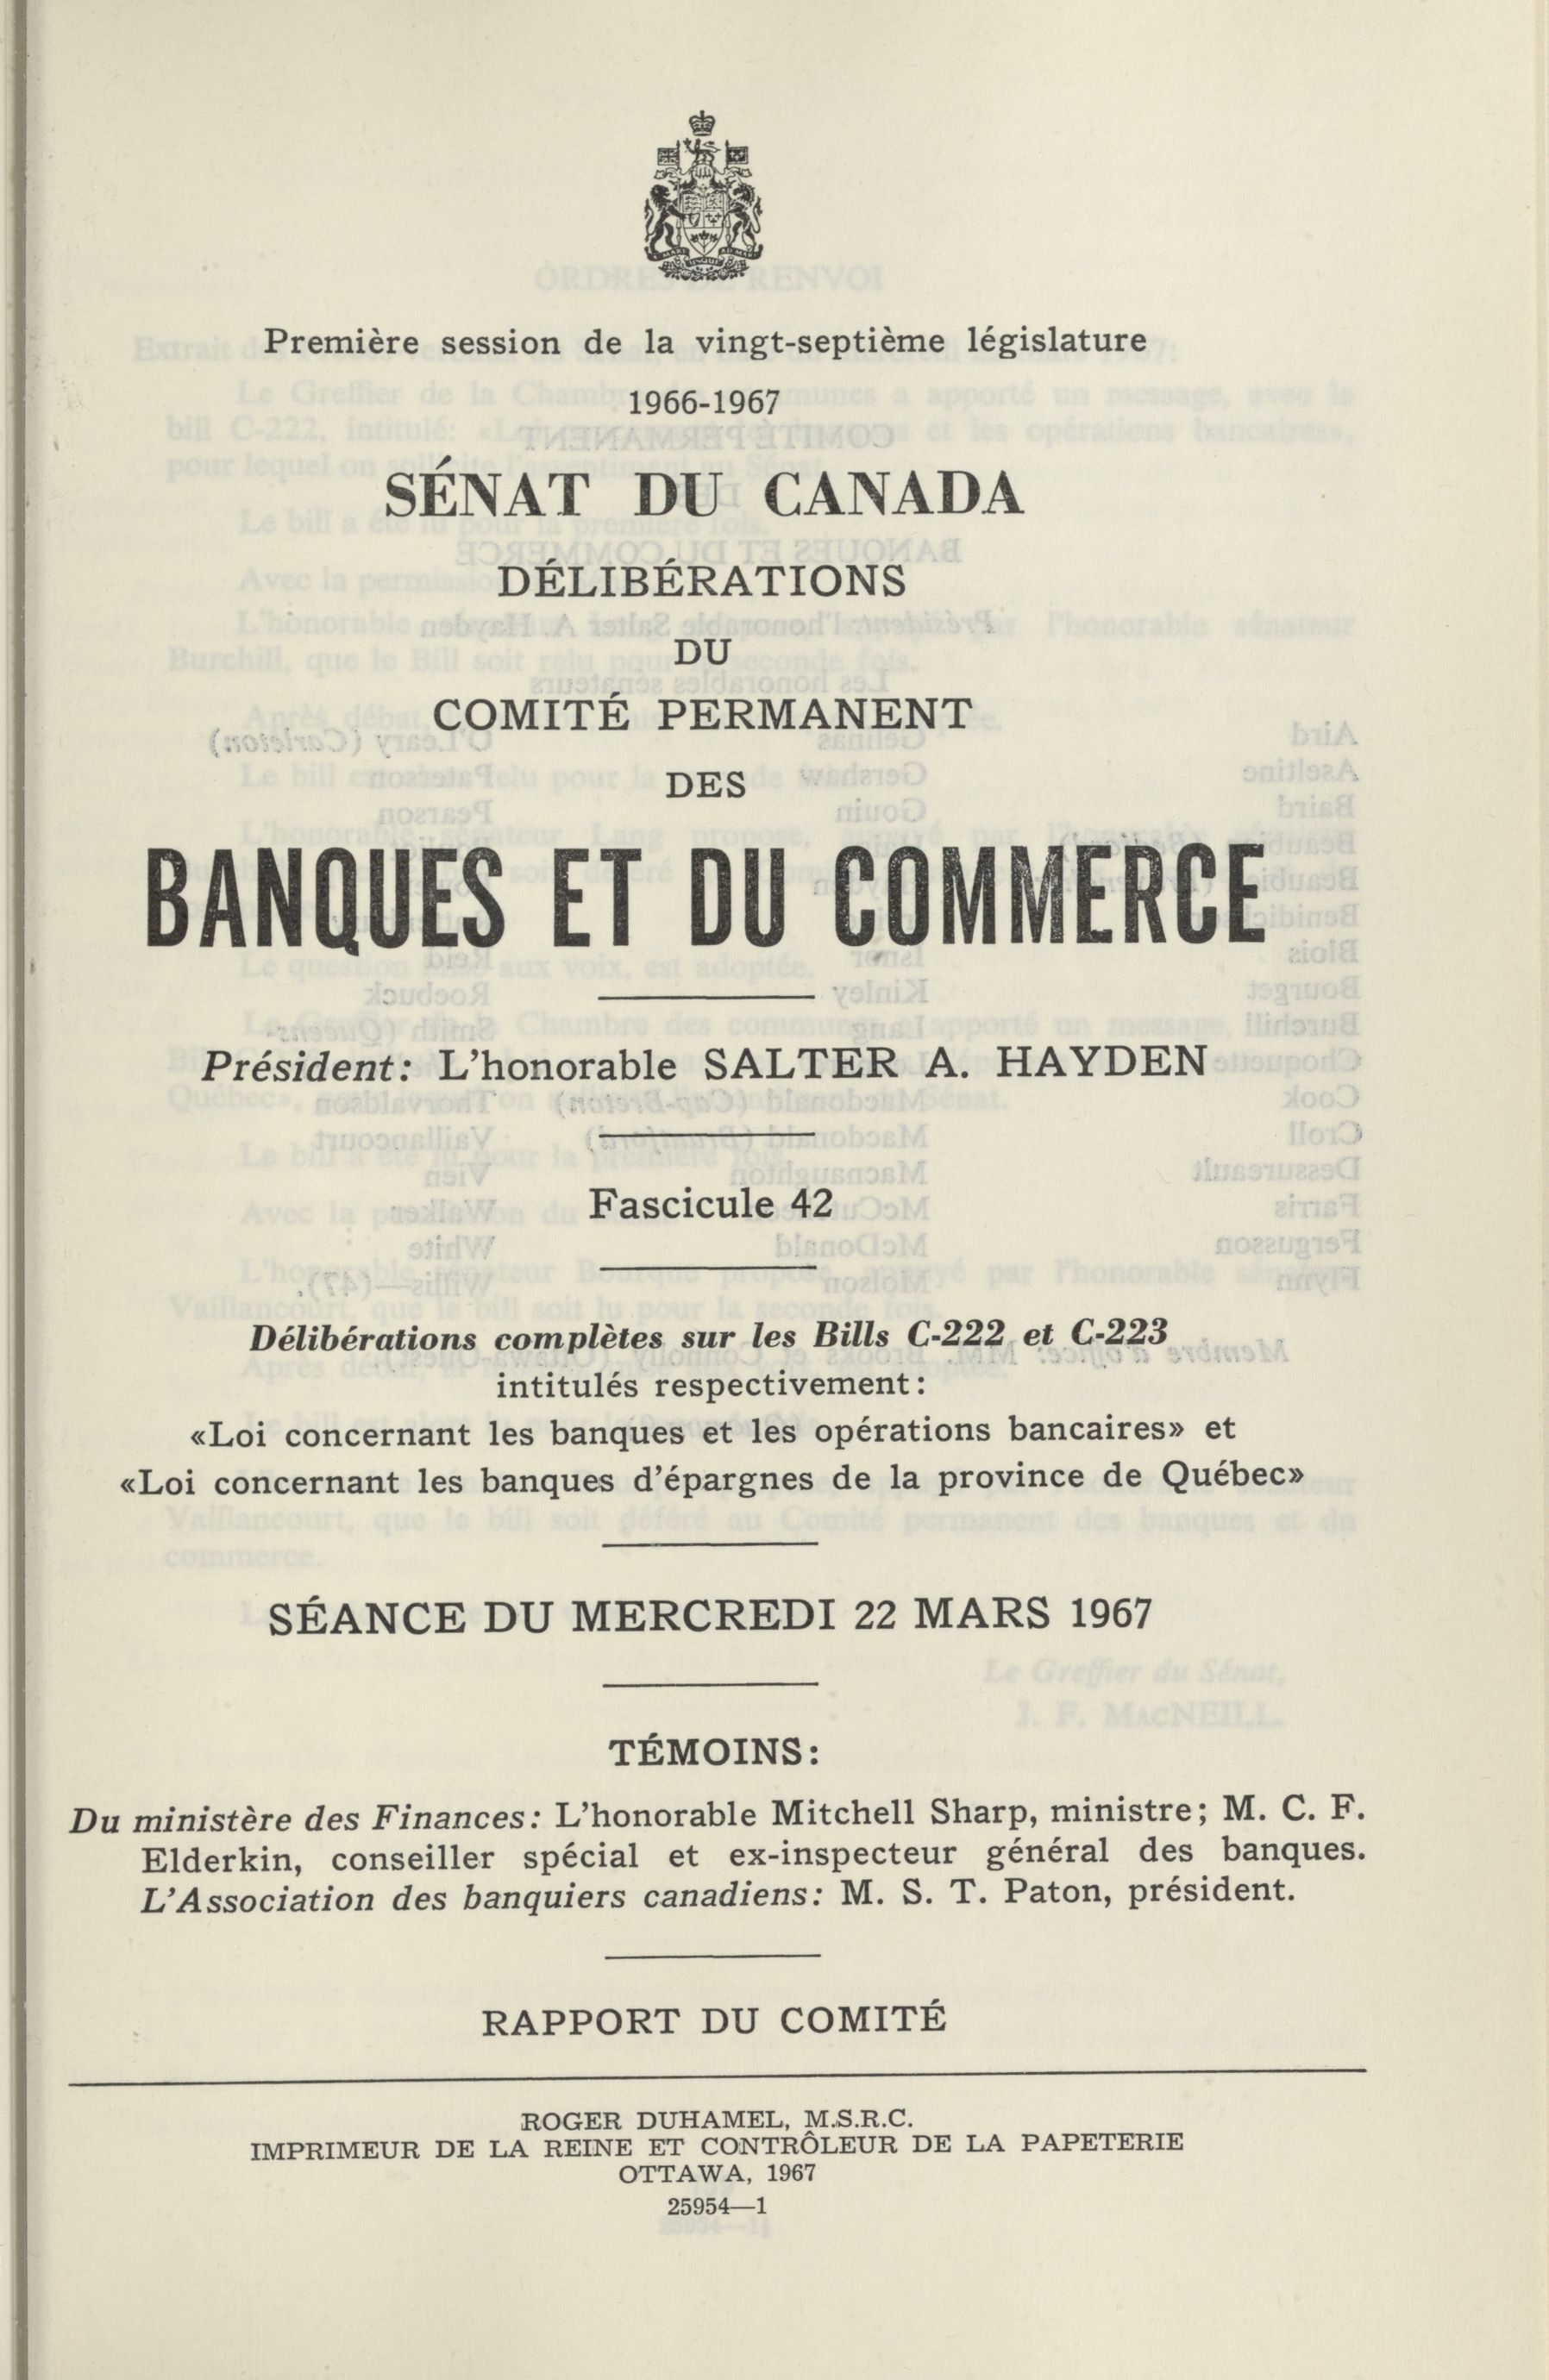 Première session de la vingt-septième législature
1966-1967
SÉNAT DU CANADA
DÉLIBÉRATIONS
DU
COMITÉ PERMANENT
DES
BANQUES ET DU COMMERCE
Président: L'honorable SALTER A. HAYDEN
Fascicule 42
Délibérations complètes sur les Bills C-222 et C-223
intitulés respectivement:
«Loi concernant les banques et les opérations bancaires» et
«Loi concernant les banques d'épargnes de la province de Québec»
SÉANCE DU MERCREDI 22 MARS 1967
TÉMOINS:
Du ministère des Finances: L'honorable Mitchell Sharp, ministre; M. C. F.
Elderkin, conseiller spécial et ex-inspecteur général des banques.
L'Association des banquiers canadiens: M. S. T. Paton, président.
RAPPORT DU COMITÉ
ROGER DUHAMEL, M.S.R.C.
IMPRIMEUR DE LA REINE ET CONTRÔLEUR DE LA PAPETERIE
OTTAWA, 1967
25954—1